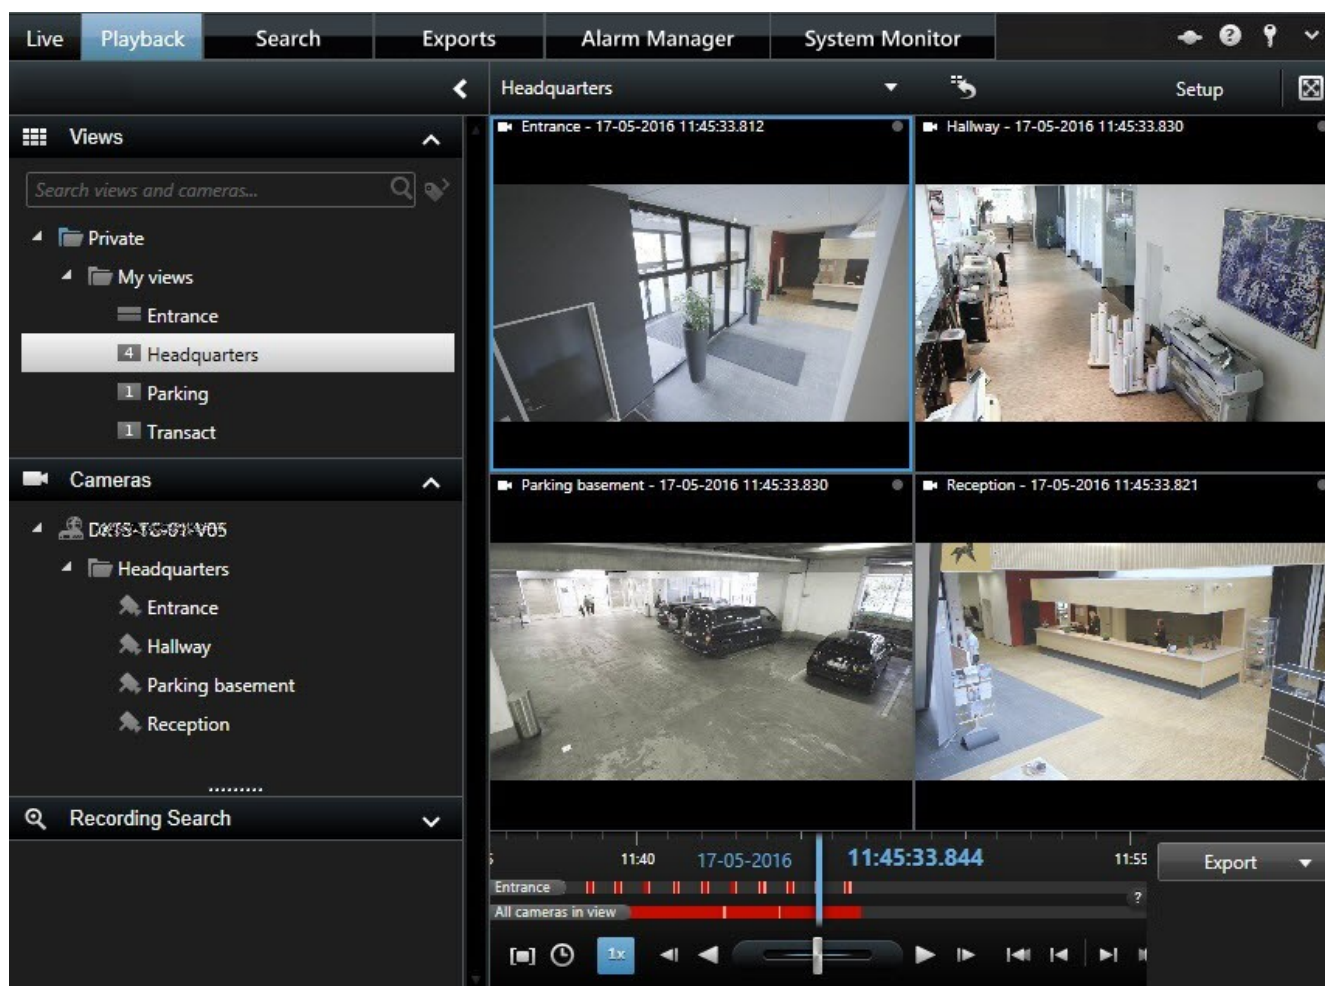 Live Playback Search Exports Alarm Manager System Monitor ?
Headquarters Setup
Views
Search views and cameras...
Private
My views
Entrance
4 Headquarters
1 Parking
1 Transact
Cameras
Headquarters
Entrance
Hallway
Parking basement
Reception
Recording Search
Entrance - 17-05-2016 11:45:33.812
Hallway - 17-05-2016 11:45:33.830
Parking basement - 17-05-2016 11:45:33.830
Reception - 17-05-2016 11:45:33.821
11:40 17-05-2016 11:45:33.844 11:55
Export
Entrance
?
All cameras in view
1x